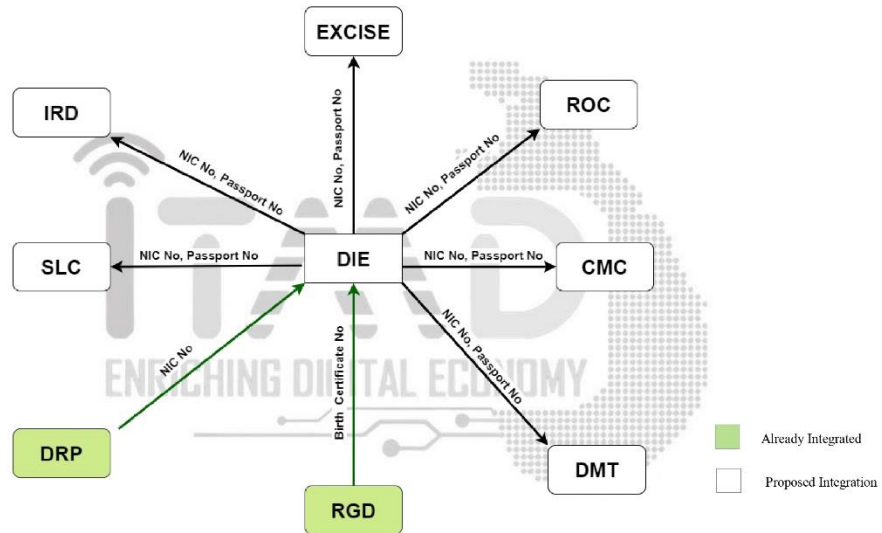 EXCISE
IRD
ROC
NIC No, Passport No
NIC No, Passport No
NIC No, Passport No
ITMD
SLC
NIC No, Passport No
DIE
NIC No, Passport No
CMC
NIC No, Passport No
NIC No
Birth Certificate No
ENRICHING DIGITAL ECONOMY
DRP
RGD
DMT
Already Integrated
Proposed Integration